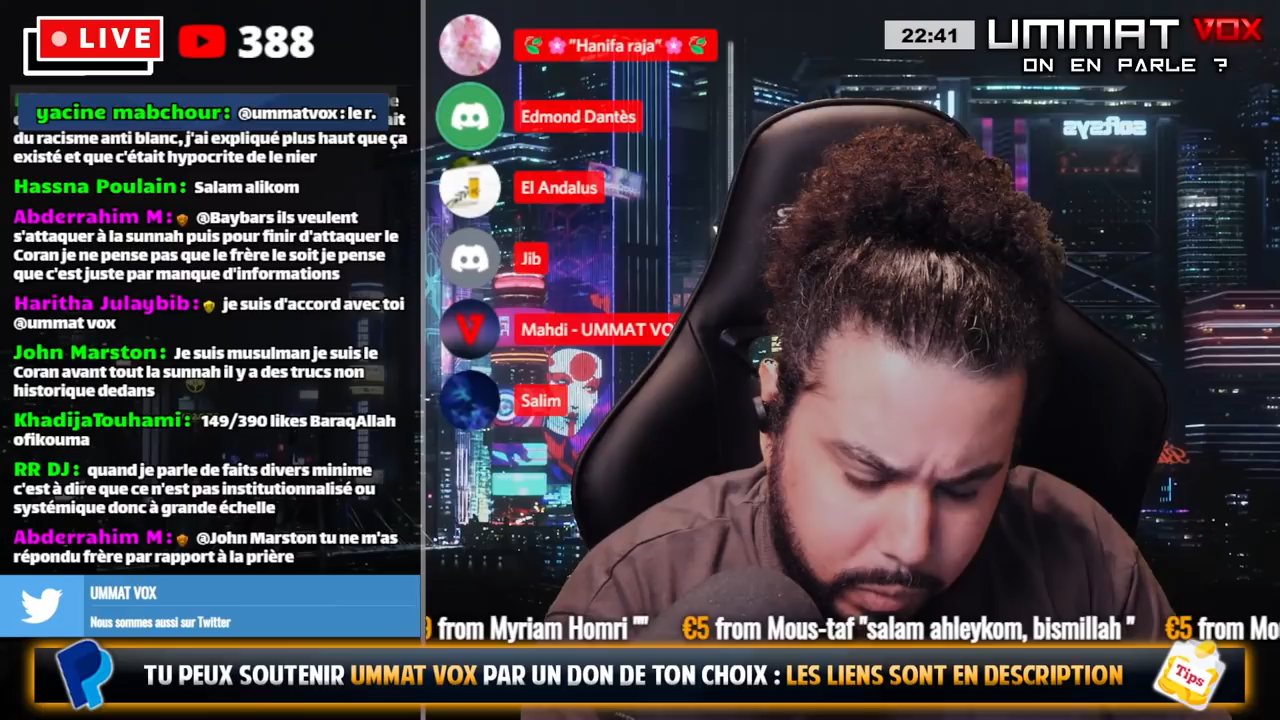 LIVE
388
yacine mabchour: @ummatvox : le r.
du racisme anti blanc, j'ai expliqué plus haut que ça
existé et que c'était hypocrite de le nier
Hassna Poulain: Salam alikom
Abderrahim M: @Baybars ils veulent
s'attaquer à la sunnah puis pour finir d'attaquer le
Coran je ne pense pas que le frère le soit je pense
que c'est juste par manque d'informations
Haritha Julaybib: je suis d'accord avec toi
@ummat vox
John Marston: Je suis musulman je suis le
Coran avant tout la sunnah il y a des trucs non
historique dedans
KhadijaTouhami: 149/390 likes BaraqAllah
ofikouma
RR DJ: quand je parle de faits divers minime
c'est à dire que ce n'est pas institutionnalisé ou
systémique donc à grande échelle
Abderrahim M: @John Marston tu ne m'as
répondu frère par rapport à la prière
UMMAT VOX
Nous sommes aussi sur Twitter
"Hanifa raja"
Edmond Dantès
El Andalus
Jib
Mahdi - UMMAT VO
Salim
22:41
UMMAT VOX
ON EN PARLE ?
from Myriam Homri "" €5 from Mous-taf "salam ahleykom, bismillah " €5 from Mo
TU PEUX SOUTENIR UMMAT VOX PAR UN DON DE TON CHOIX : LES LIENS SONT EN DESCRIPTION
Tips